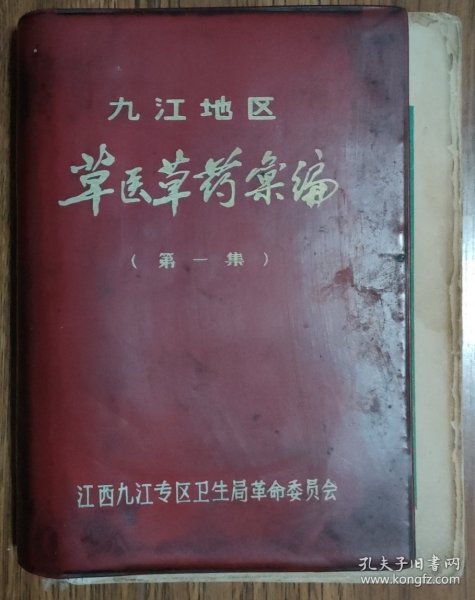 九江地区
草医草药彙编
(第一集)
江西九江专区卫生局革命委员会
孔夫子旧书网
www.kongfz.com